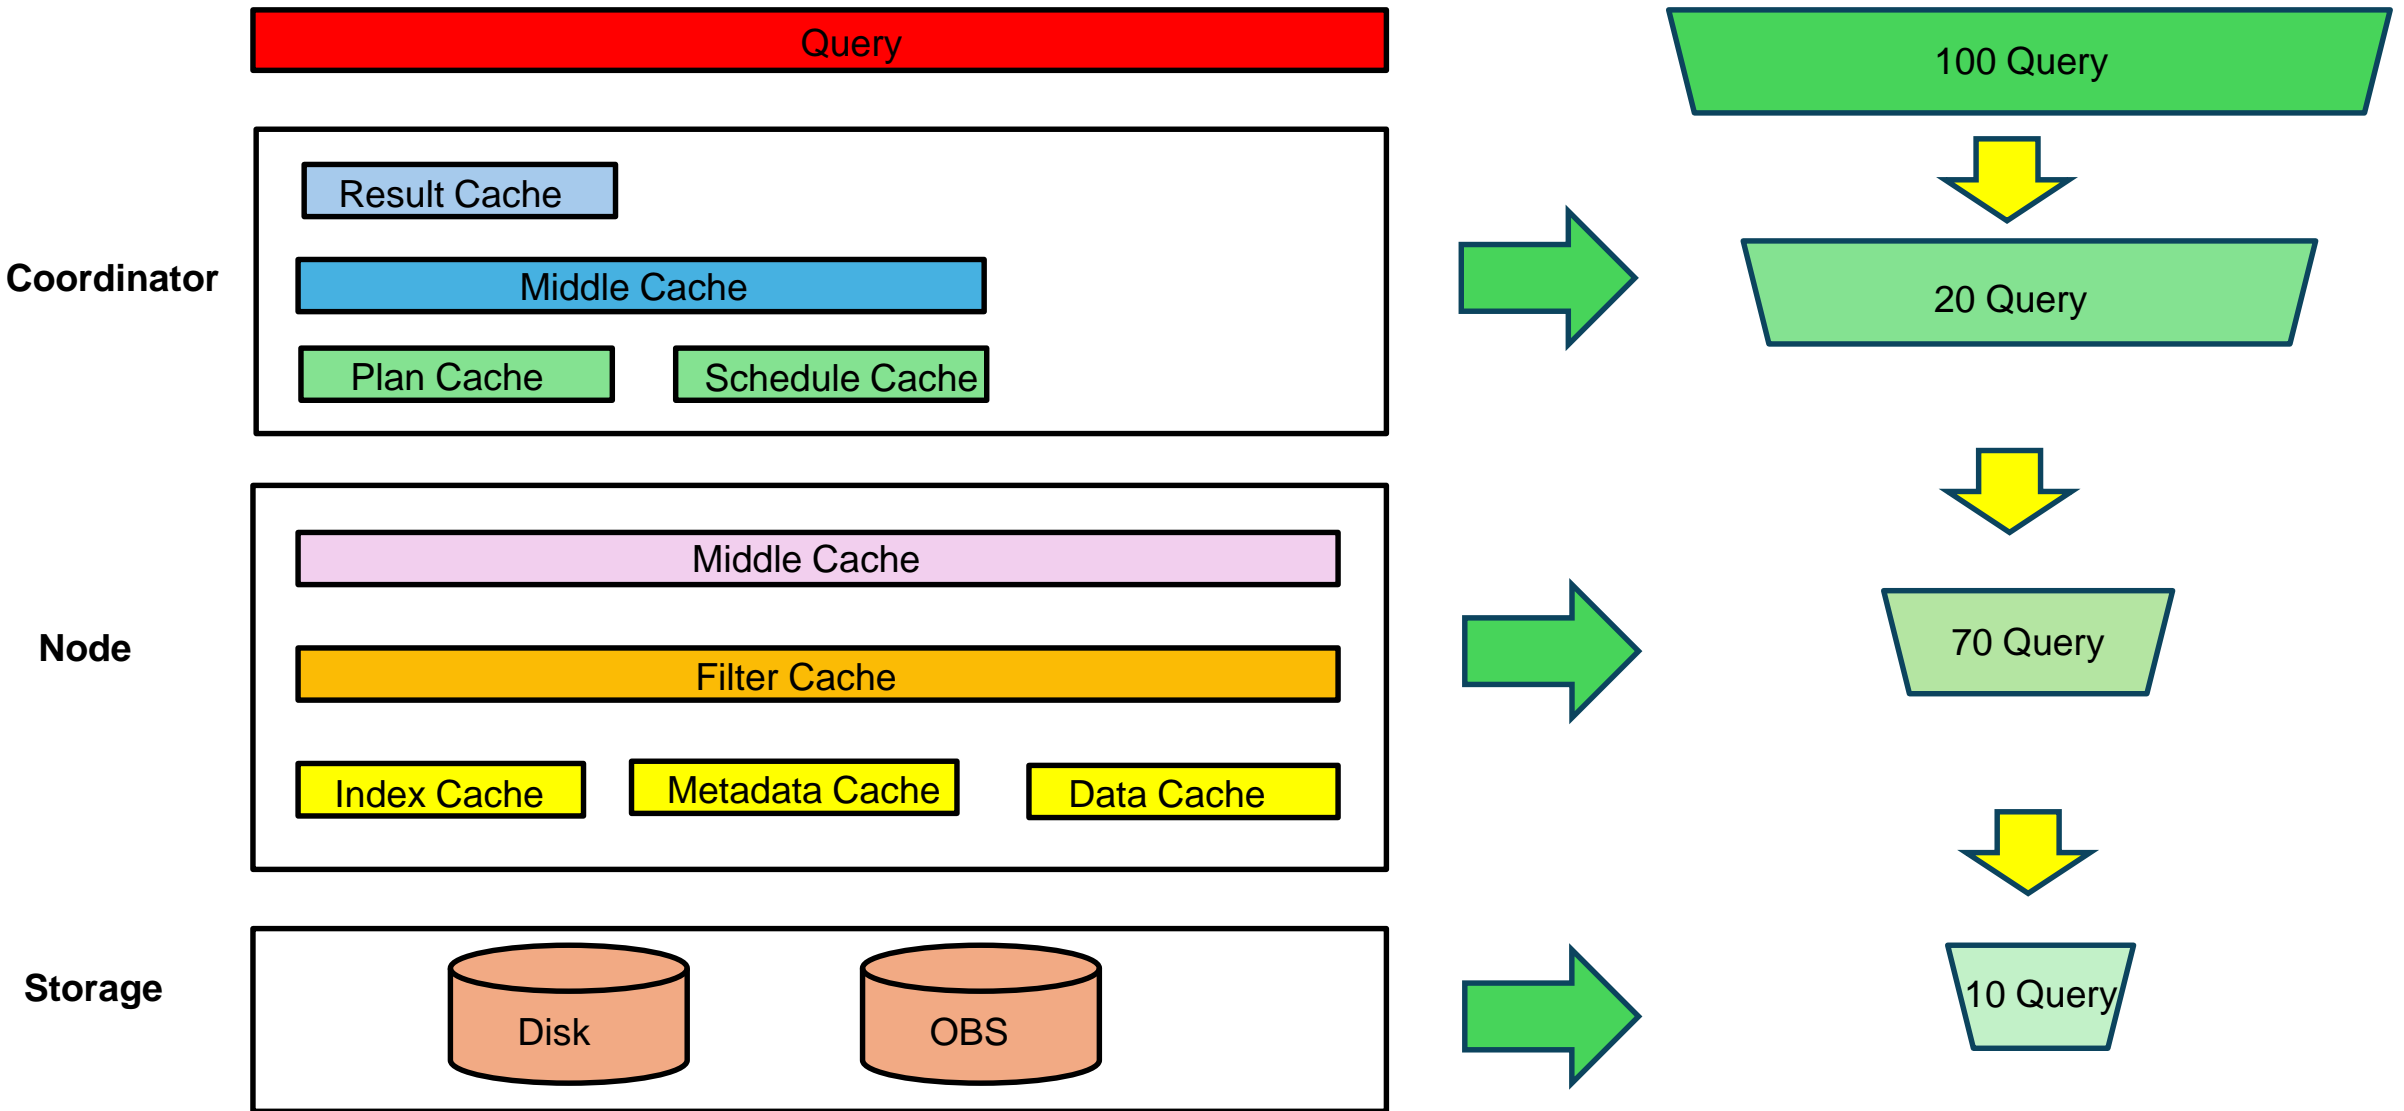 Query
100 Query
Coordinator
Result Cache
Middle Cache
Plan Cache
Schedule Cache
20 Query
Node
Middle Cache
Filter Cache
Index Cache
Metadata Cache
Data Cache
70 Query
Storage
Disk
OBS
10 Query